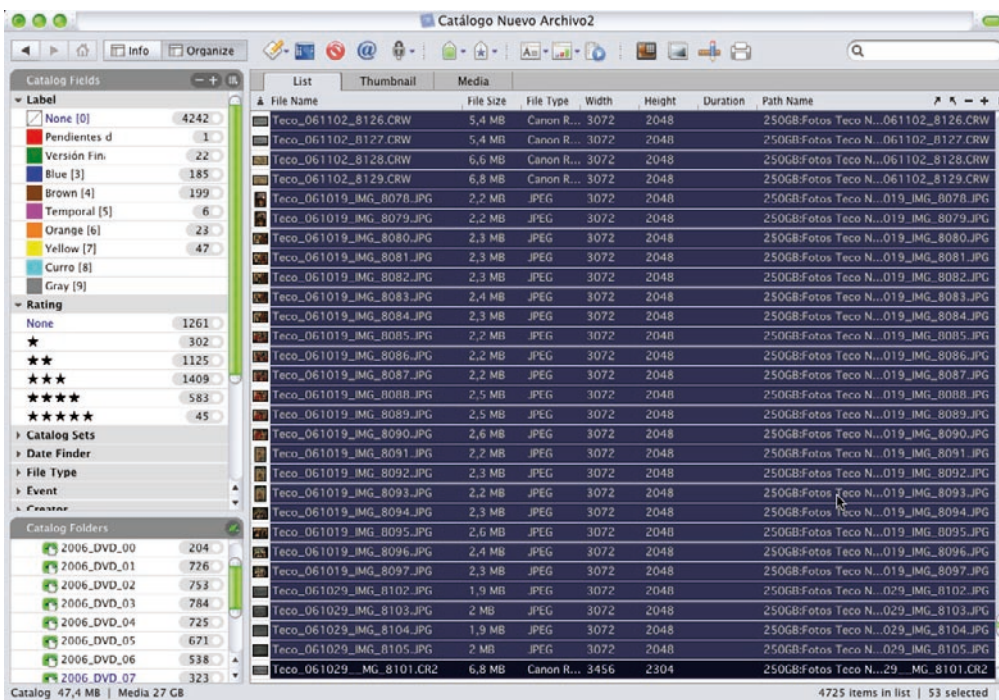 Catálogo Nuevo Archivo2
Info Organize
Catalog Fields
Label
None [0] 4242
Pendientes d 1
Versión Fin 22
Blue [3] 185
Brown [4] 199
Temporal [5] 6
Orange [6] 23
Yellow [7] 47
Curro [8]
Gray [9]
Rating
None 1261
★ 302
★★ 1125
★★★ 1409
★★★★ 583
★★★★★ 45
Catalog Sets
Date Finder
File Type
Event
Creator
Catalog Folders
2006_DVD_00 204
2006_DVD_01 726
2006_DVD_02 753
2006_DVD_03 784
2006_DVD_04 725
2006_DVD_05 671
2006_DVD_06 538
2006_DVD_07 323
List Thumbnail Media
File Name File Size File Type Width Height Duration Path Name
Teco_061102_8126.CRW 5,4 MB Canon R... 3072 2048 250GB:Fotos Teco N...061102_8126.CRW
Teco_061102_8127.CRW 5,4 MB Canon R... 3072 2048 250GB:Fotos Teco N...061102_8127.CRW
Teco_061102_8128.CRW 6,6 MB Canon R... 3072 2048 250GB:Fotos Teco N...061102_8128.CRW
Teco_061102_8129.CRW 6,8 MB Canon R... 3072 2048 250GB:Fotos Teco N...061102_8129.CRW
Teco_061019_IMG_8078.JPG 2,2 MB JPEG 3072 2048 250GB:Fotos Teco N...019_IMG_8078.JPG
Teco_061019_IMG_8079.JPG 2,2 MB JPEG 3072 2048 250GB:Fotos Teco N...019_IMG_8079.JPG
Teco_061019_IMG_8080.JPG 2,3 MB JPEG 3072 2048 250GB:Fotos Teco N...019_IMG_8080.JPG
Teco_061019_IMG_8081.JPG 2,3 MB JPEG 3072 2048 250GB:Fotos Teco N...019_IMG_8081.JPG
Teco_061019_IMG_8082.JPG 2,3 MB JPEG 3072 2048 250GB:Fotos Teco N...019_IMG_8082.JPG
Teco_061019_IMG_8083.JPG 2,4 MB JPEG 3072 2048 250GB:Fotos Teco N...019_IMG_8083.JPG
Teco_061019_IMG_8084.JPG 2,3 MB JPEG 3072 2048 250GB:Fotos Teco N...019_IMG_8084.JPG
Teco_061019_IMG_8085.JPG 2,2 MB JPEG 3072 2048 250GB:Fotos Teco N...019_IMG_8085.JPG
Teco_061019_IMG_8086.JPG 2,2 MB JPEG 3072 2048 250GB:Fotos Teco N...019_IMG_8086.JPG
Teco_061019_IMG_8087.JPG 2,2 MB JPEG 3072 2048 250GB:Fotos Teco N...019_IMG_8087.JPG
Teco_061019_IMG_8088.JPG 2,5 MB JPEG 3072 2048 250GB:Fotos Teco N...019_IMG_8088.JPG
Teco_061019_IMG_8089.JPG 2,5 MB JPEG 3072 2048 250GB:Fotos Teco N...019_IMG_8089.JPG
Teco_061019_IMG_8090.JPG 2,6 MB JPEG 3072 2048 250GB:Fotos Teco N...019_IMG_8090.JPG
Teco_061019_IMG_8091.JPG 2,2 MB JPEG 3072 2048 250GB:Fotos Teco N...019_IMG_8091.JPG
Teco_061019_IMG_8092.JPG 2,3 MB JPEG 3072 2048 250GB:Fotos Teco N...019_IMG_8092.JPG
Teco_061019_IMG_8093.JPG 2,2 MB JPEG 3072 2048 250GB:Fotos Teco N...019_IMG_8093.JPG
Teco_061019_IMG_8094.JPG 2,3 MB JPEG 3072 2048 250GB:Fotos Teco N...019_IMG_8094.JPG
Teco_061019_IMG_8095.JPG 2,6 MB JPEG 3072 2048 250GB:Fotos Teco N...019_IMG_8095.JPG
Teco_061019_IMG_8096.JPG 2,4 MB JPEG 3072 2048 250GB:Fotos Teco N...019_IMG_8096.JPG
Teco_061019_IMG_8097.JPG 2,3 MB JPEG 3072 2048 250GB:Fotos Teco N...019_IMG_8097.JPG
Teco_061029_IMG_8102.JPG 1,9 MB JPEG 3072 2048 250GB:Fotos Teco N...029_IMG_8102.JPG
Teco_061029_IMG_8103.JPG 2 MB JPEG 3072 2048 250GB:Fotos Teco N...029_IMG_8103.JPG
Teco_061029_IMG_8104.JPG 1,9 MB JPEG 3072 2048 250GB:Fotos Teco N...029_IMG_8104.JPG
Teco_061029_IMG_8105.JPG 2 MB JPEG 3072 2048 250GB:Fotos Teco N...029_IMG_8105.JPG
Teco_061029__MG_8101.CR2 6,8 MB Canon R... 3456 2304 250GB:Fotos Teco N...29__MG_8101.CR2
Catalog 47,4 MB | Media 27 GB
4725 items in list | 53 selected